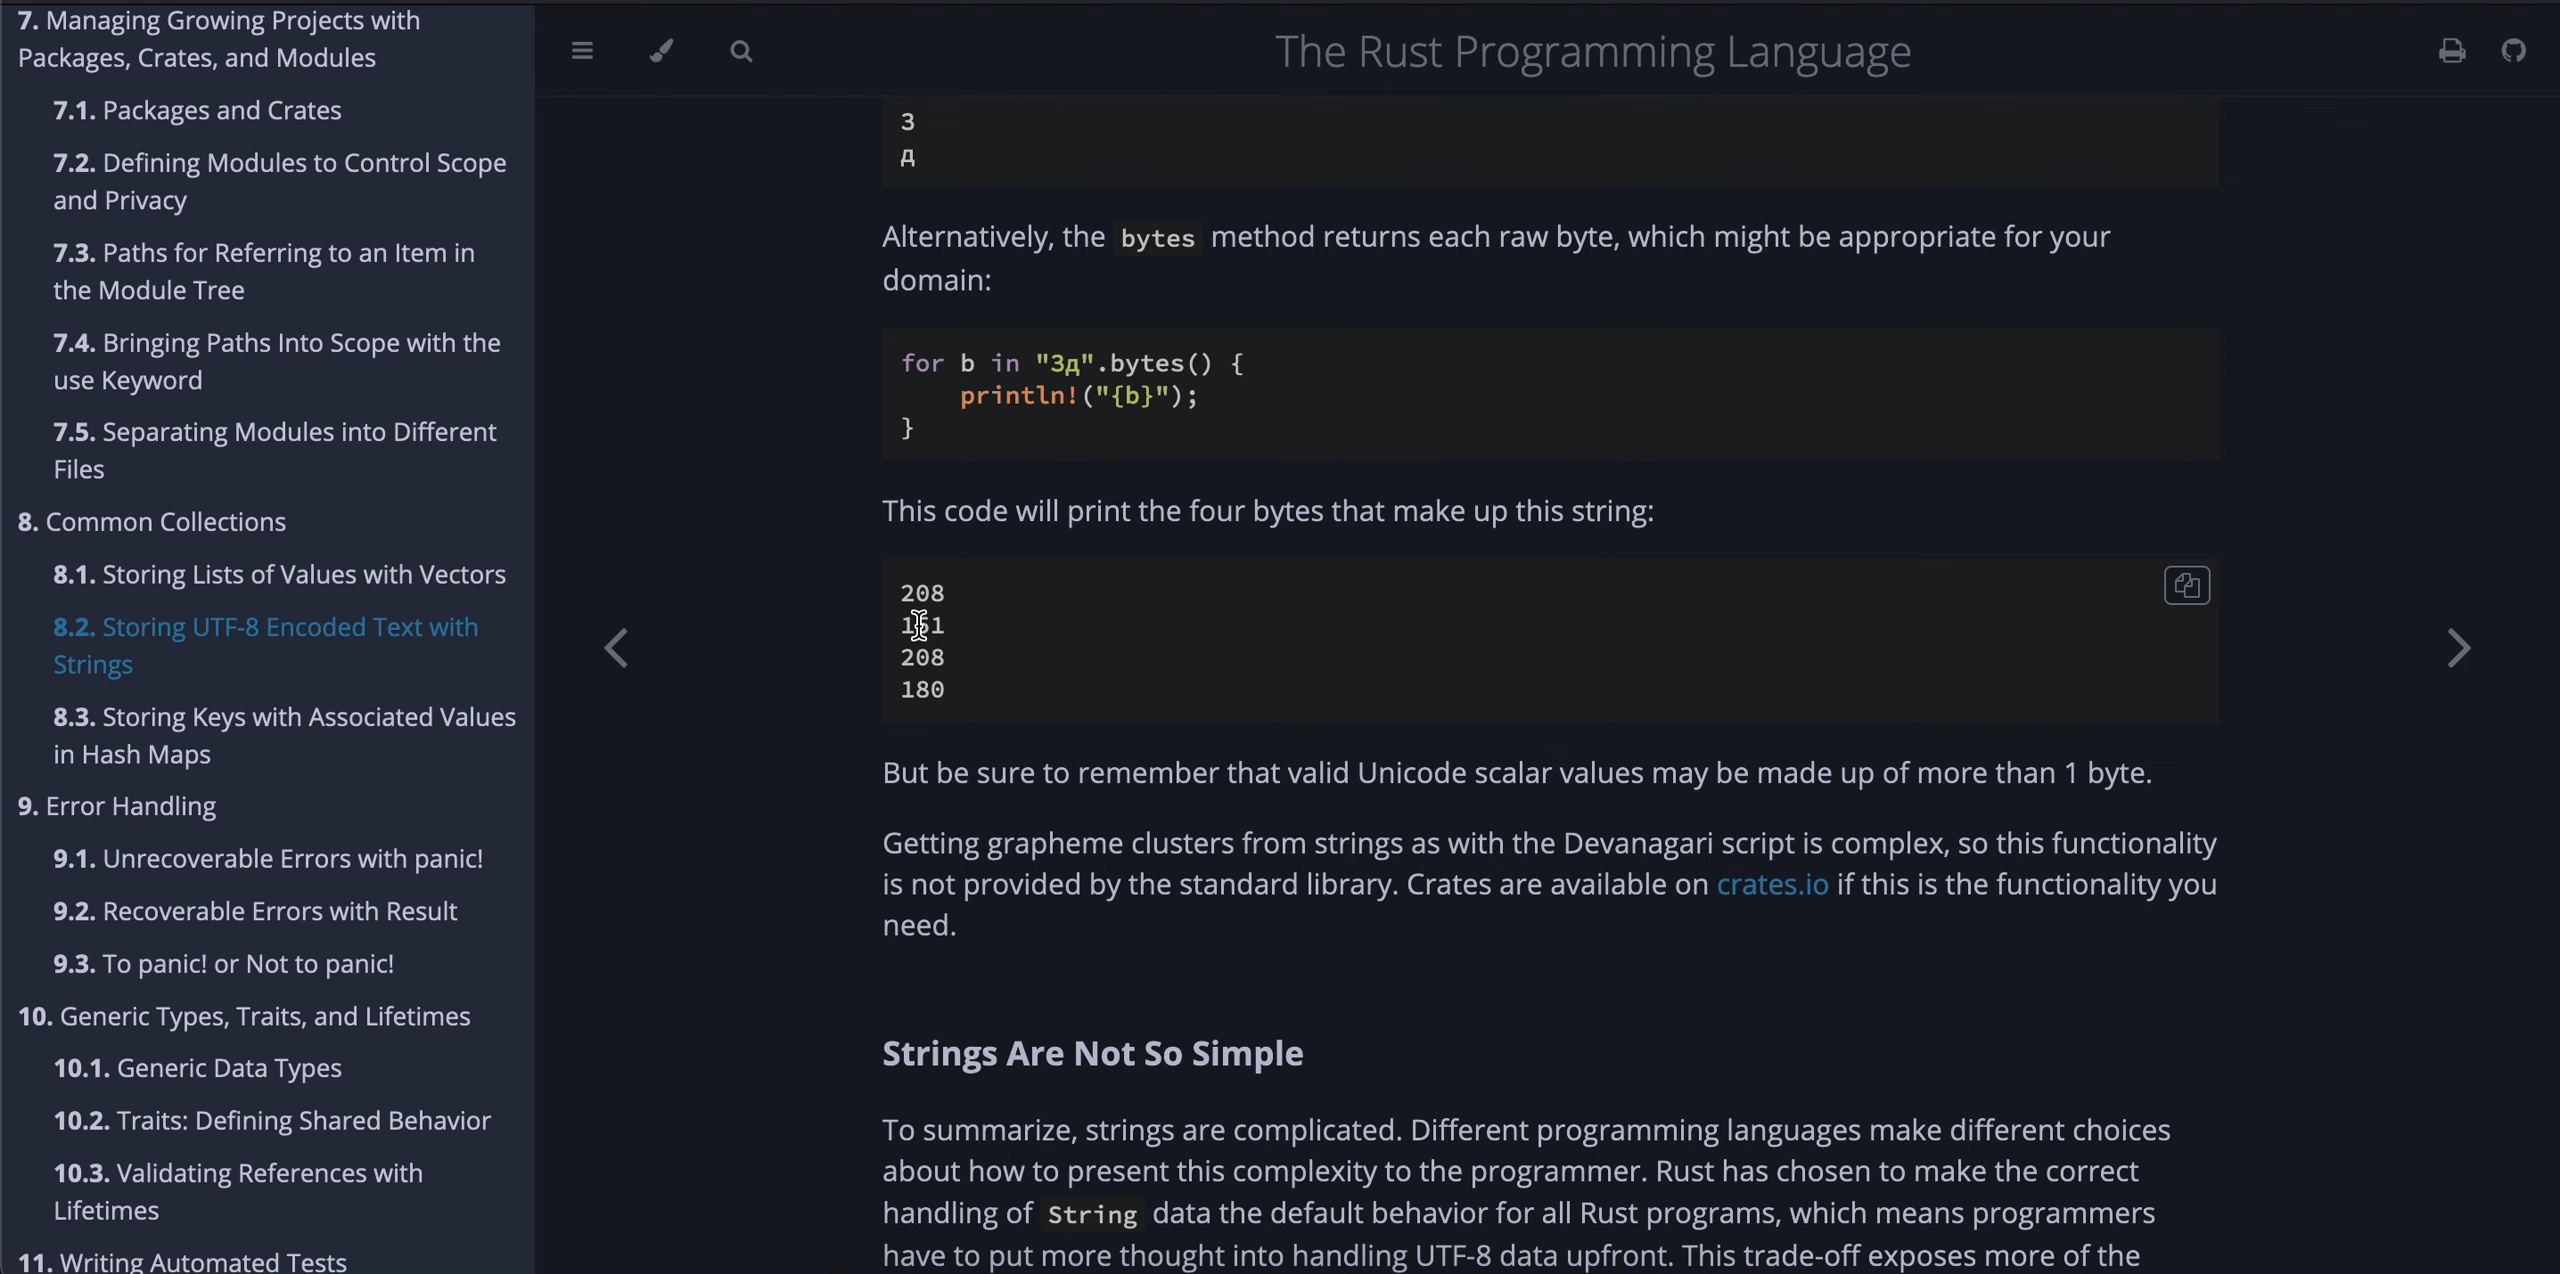 7. Managing Growing Projects with
Packages, Crates, and Modules
7.1. Packages and Crates
7.2. Defining Modules to Control Scope
and Privacy
7.3. Paths for Referring to an Item in
the Module Tree
7.4. Bringing Paths Into Scope with the
use Keyword
7.5. Separating Modules into Different
Files
8. Common Collections
8.1. Storing Lists of Values with Vectors
8.2. Storing UTF-8 Encoded Text with
Strings
8.3. Storing Keys with Associated Values
in Hash Maps
9. Error Handling
9.1. Unrecoverable Errors with panic!
9.2. Recoverable Errors with Result
9.3. To panic! or Not to panic!
10. Generic Types, Traits, and Lifetimes
10.1. Generic Data Types
10.2. Traits: Defining Shared Behavior
10.3. Validating References with
Lifetimes
11. Writing Automated Tests
The Rust Programming Language
З
д
Alternatively, the bytes method returns each raw byte, which might be appropriate for your
domain:
for b in "Зд".bytes() {
println!("{b}");
}
This code will print the four bytes that make up this string:
208
151
208
180
But be sure to remember that valid Unicode scalar values may be made up of more than 1 byte.
Getting grapheme clusters from strings as with the Devanagari script is complex, so this functionality
is not provided by the standard library. Crates are available on crates.io if this is the functionality you
need.
Strings Are Not So Simple
To summarize, strings are complicated. Different programming languages make different choices
about how to present this complexity to the programmer. Rust has chosen to make the correct
handling of String data the default behavior for all Rust programs, which means programmers
have to put more thought into handling UTF-8 data upfront. This trade-off exposes more of the